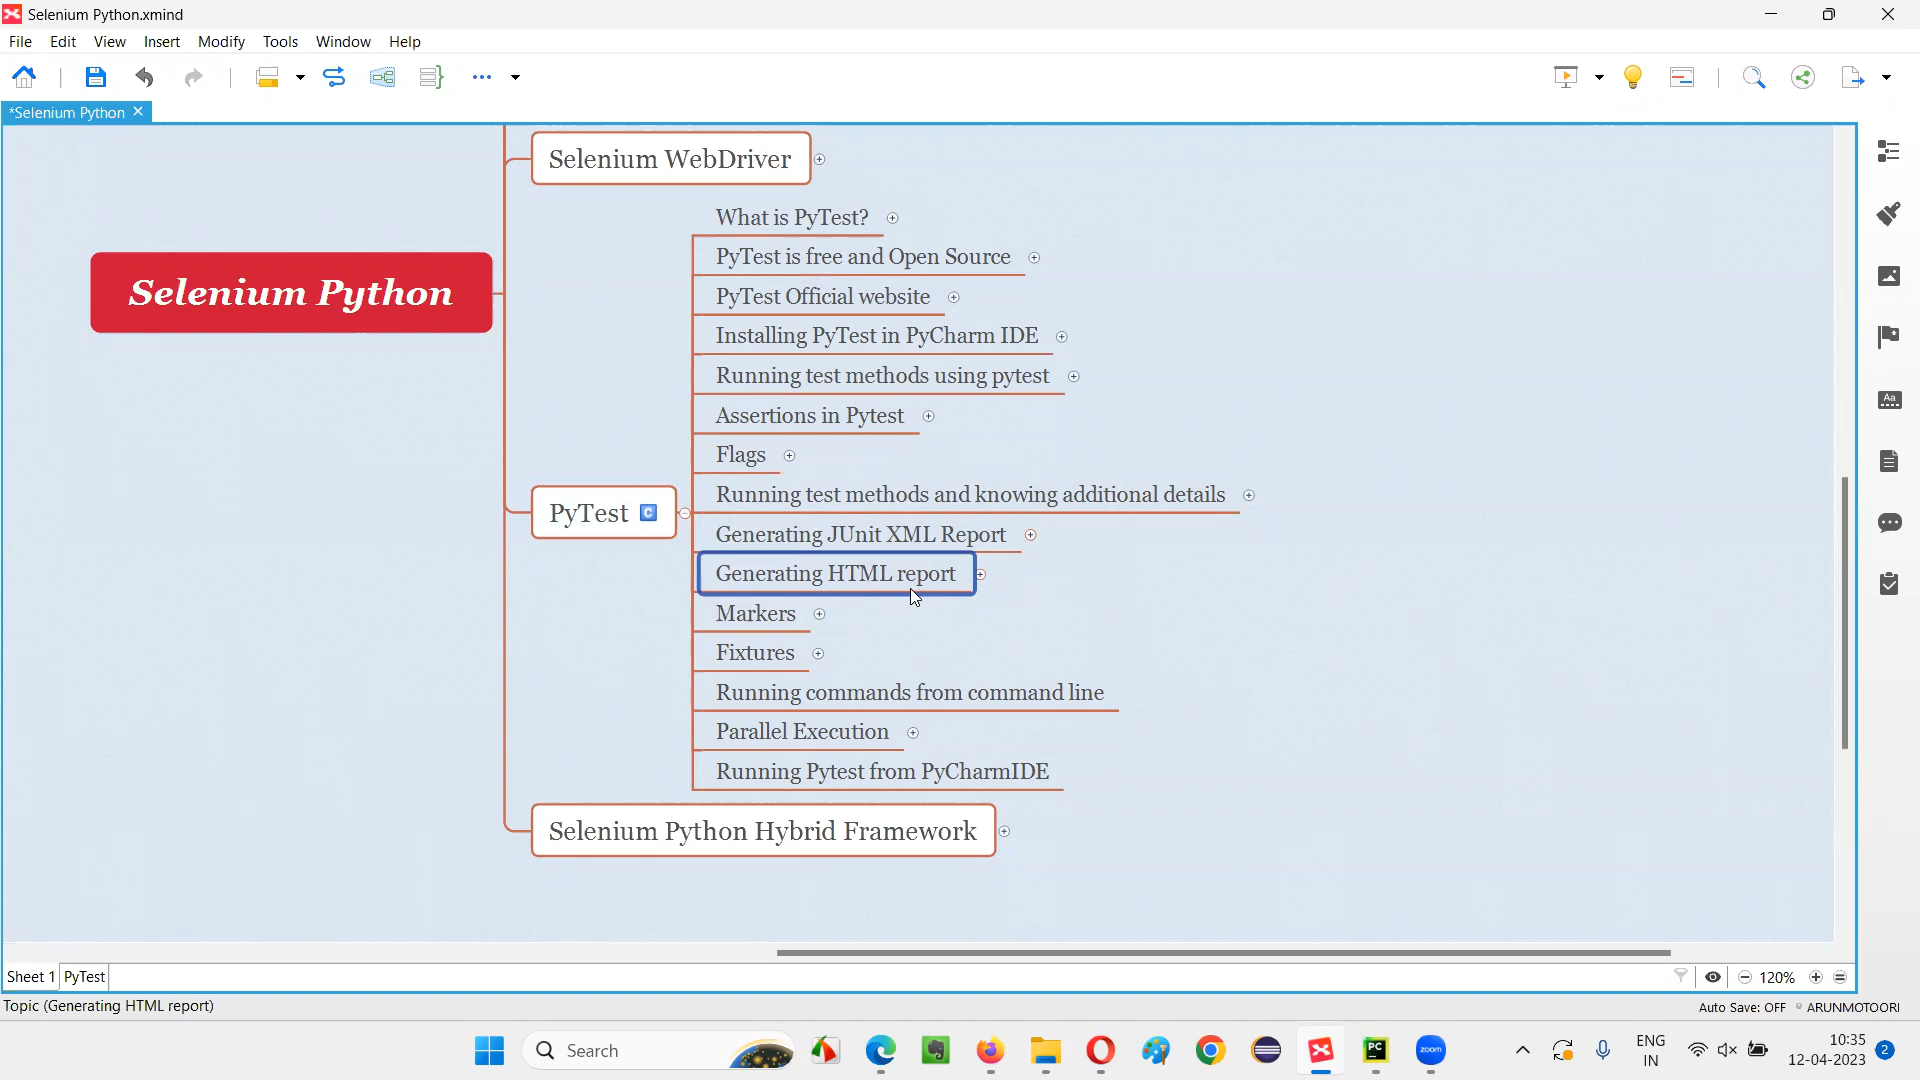 Selenium Python.xmind
File Edit View Insert Modify Tools Window Help
*Selenium Python
Selenium WebDriver
What is PyTest?
PyTest is free and Open Source
Selenium Python
PyTest Official website
Installing PyTest in PyCharm IDE
Running test methods using pytest
Assertions in Pytest
Flags
Running test methods and knowing additional details
PyTest C
Generating JUnit XML Report
Generating HTML report
Markers
Fixtures
Running commands from command line
Parallel Execution
Running Pytest from PyCharmIDE
Selenium Python Hybrid Framework
Aa
Sheet 1 PyTest
120%
Topic (Generating HTML report)
Auto Save: OFF ARUNMOTOORI
Search
PC
zoom
ENG
IN
10:35
12-04-2023
2